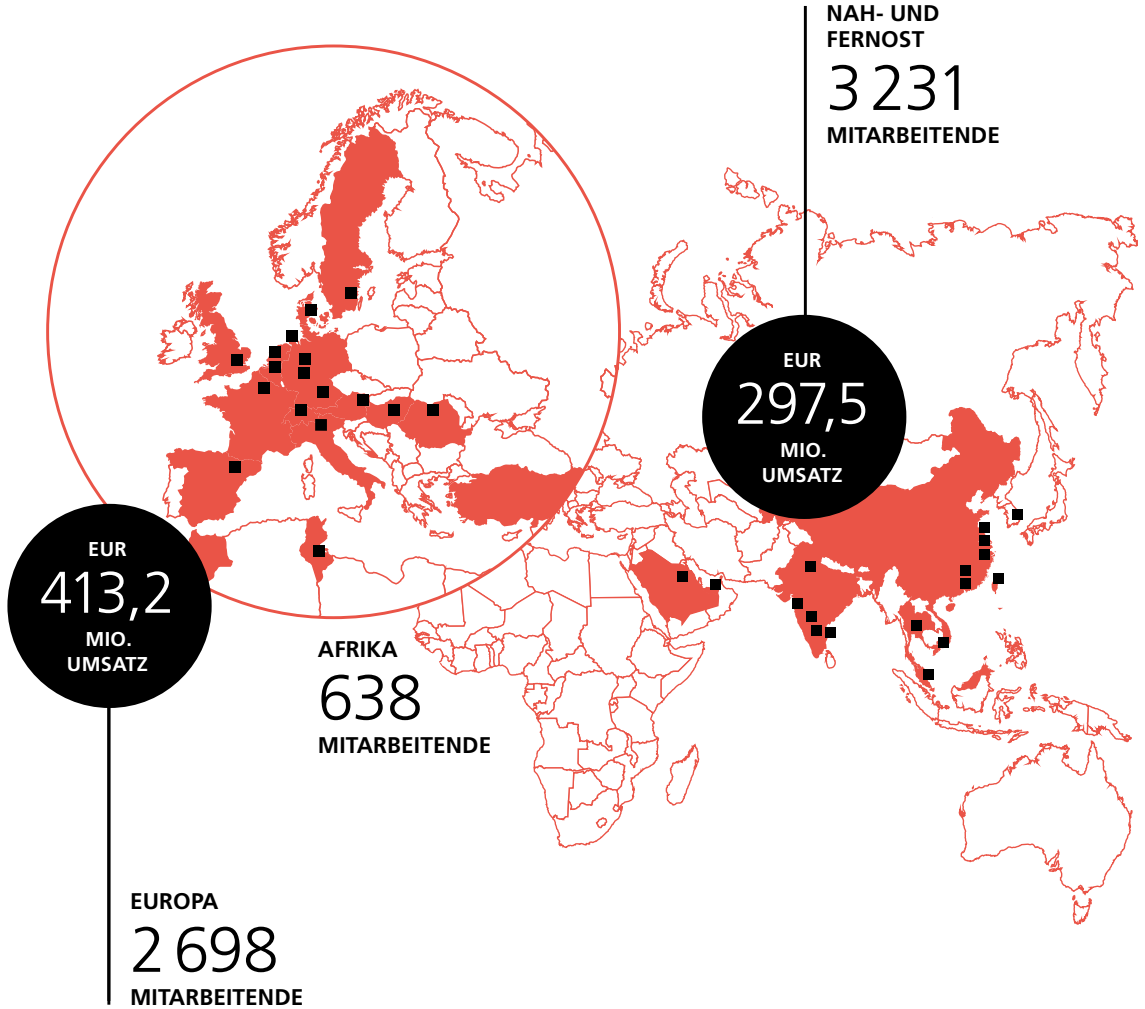 NAH- UND
FERNOST
3 231
MITARBEITENDE
EUR
297,5
MIO.
UMSATZ
EUR
413,2
MIO.
UMSATZ
AFRIKA
638
MITARBEITENDE
EUROPA
2 698
MITARBEITENDE